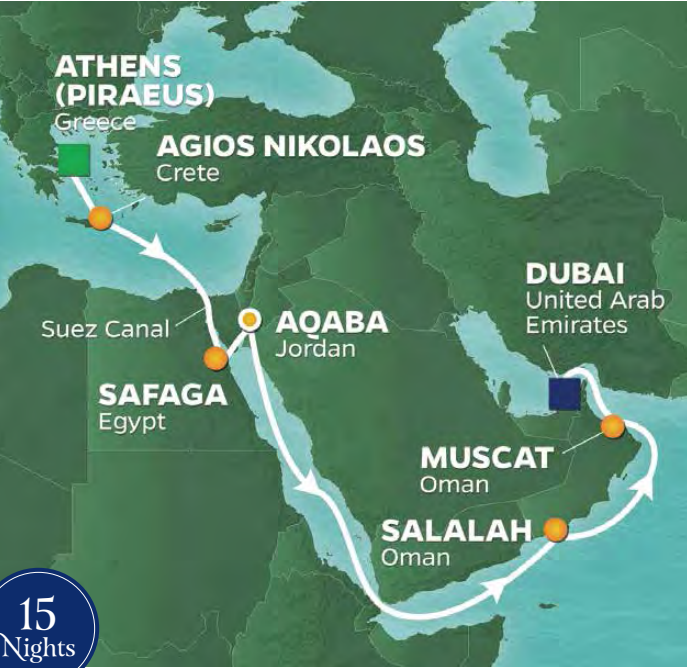 ATHENS
(PIRAEUS)
Greece
AGIOS NIKOLAOS
Crete
Suez Canal
AQABA
Jordan
SAFAGA
Egypt
DUBAI
United Arab
Emirates
MUSCAT
Oman
SALALAH
Oman
15
Nights